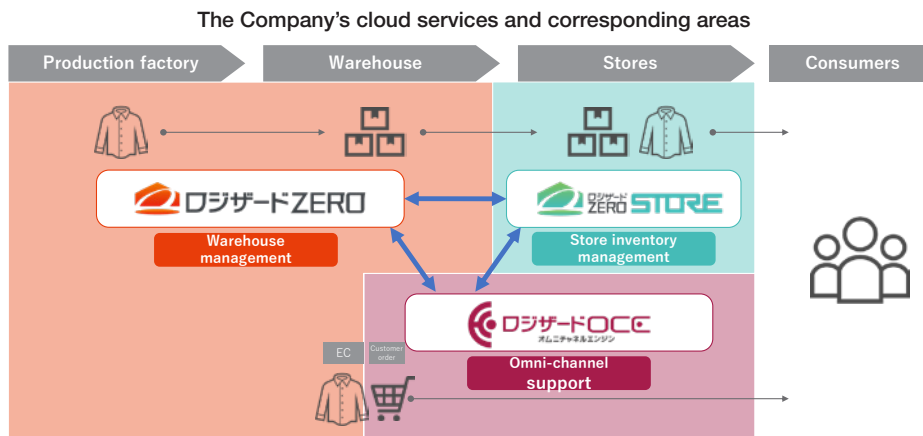 The Company's cloud services and corresponding areas
Production factory
Warehouse
Stores
Consumers
ロジザードZERO
Warehouse
management
ロジザード
ZERO STORE
Store inventory
management
ロジザードOCE
オムニチャネルエンジン
EC
Customer
order
Omni-channel
support